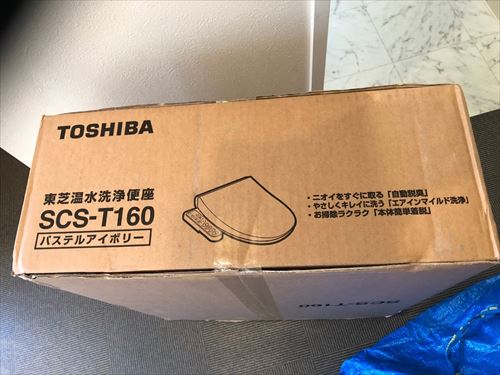 TOSHIBA
東芝温水洗浄便座
SCS-T160
パステルアイボリー
・ニオイをすぐに取る「自動脱臭」
・やさしくキレイに洗う「エアインマイルド洗浄」
・お掃除ラクラク「本体簡単着脱」
SCS-T160